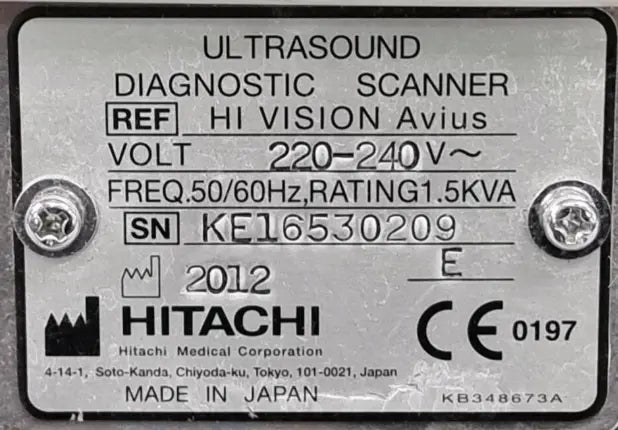 ULTRASOUND
DIAGNOSTIC SCANNER
REF HI VISION Avius
VOLT 220-240V~
FREQ.50/60Hz,RATING1.5KVA
SN KE16530209
2012 E
HITACHI CE 0197
Hitachi Medical Corporation
4-14-1, Soto-Kanda, Chiyoda-ku, Tokyo, 101-0021, Japan
MADE IN JAPAN KB348673A